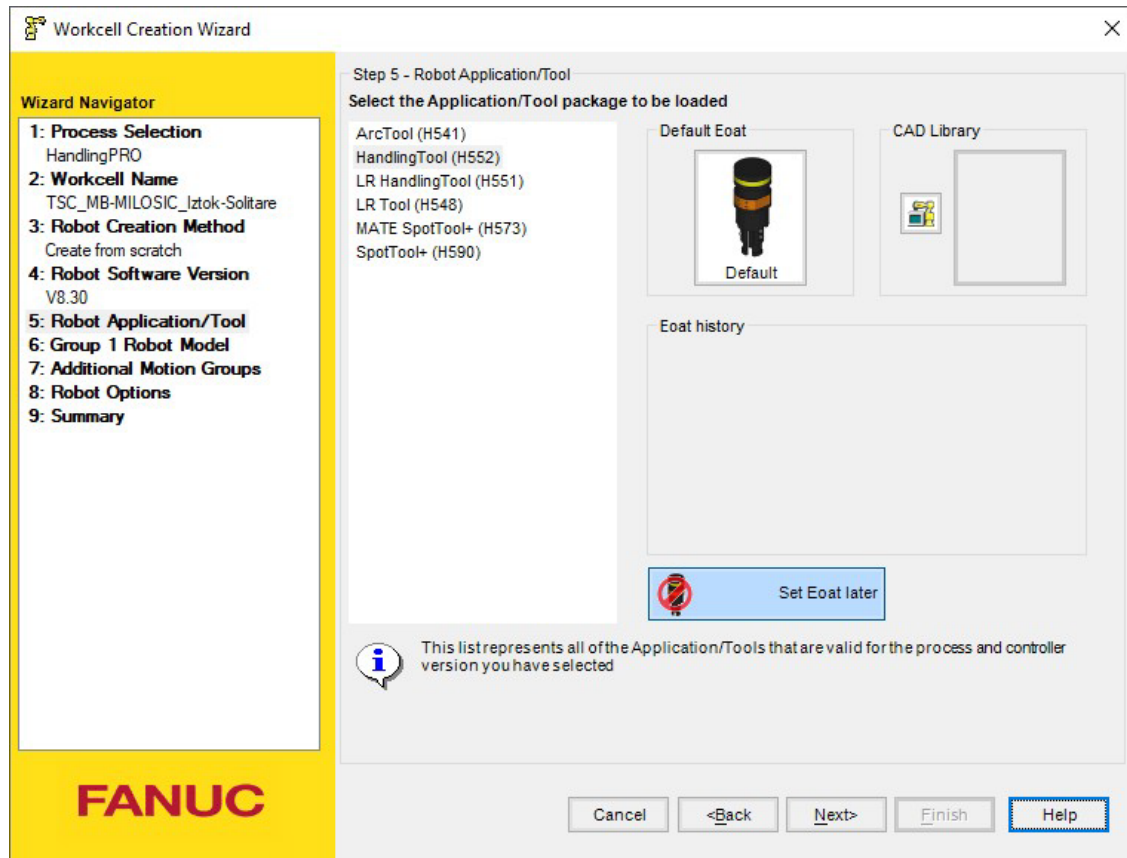 Workcell Creation Wizard
Wizard Navigator
1: Process Selection
HandlingPRO
2: Workcell Name
TSC_MB-MILOSIC_Iztok-Solitare
3: Robot Creation Method
Create from scratch
4: Robot Software Version
V8.30
5: Robot Application/Tool
6: Group 1 Robot Model
7: Additional Motion Groups
8: Robot Options
9: Summary
FANUC
Step 5 - Robot Application/Tool
Select the Application/Tool package to be loaded
ArcTool (H541)
HandlingTool (H552)
LR HandlingTool (H551)
LR Tool (H548)
MATE SpotTool+ (H573)
SpotTool+ (H590)
Default Eoat
Default
CAD Library
Eoat history
Set Eoat later
This list represents all of the Application/Tools that are valid for the process and controller
version you have selected
Cancel
<Back
Next>
Finish
Help